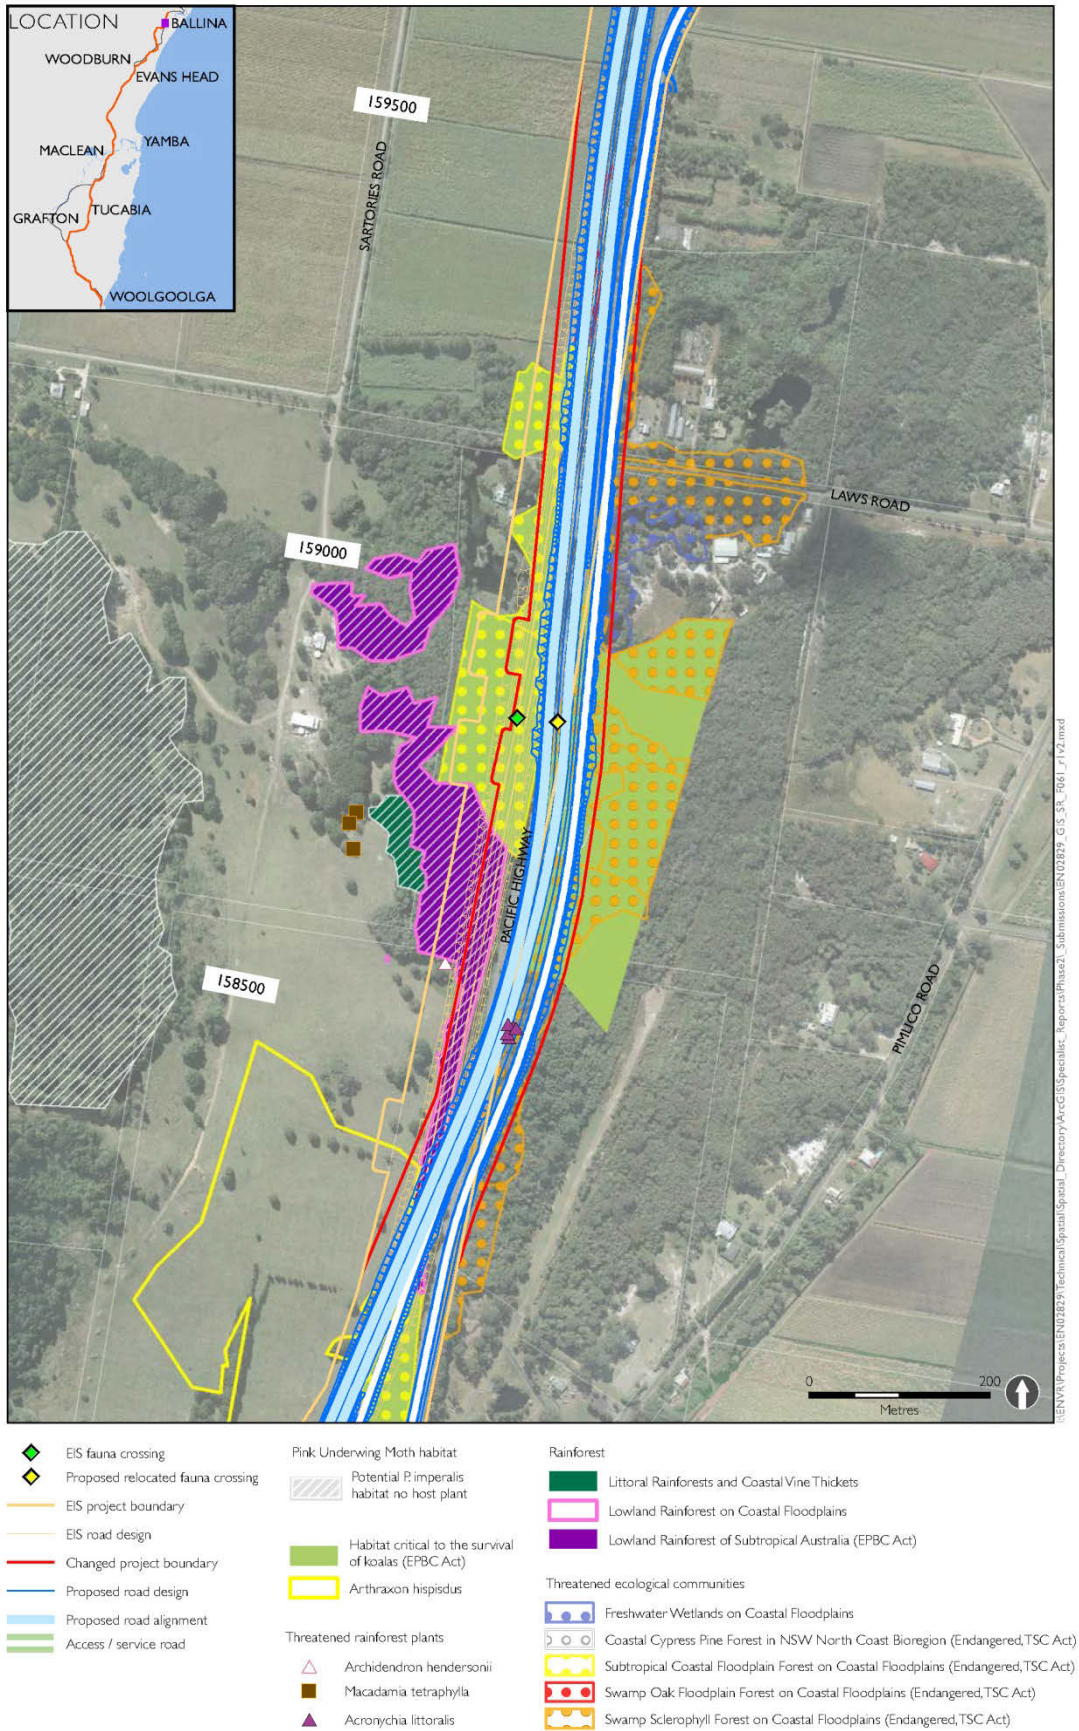 LOCATION
BALLINA
WOODBURN
EVANS HEAD
MACLEAN
YAMBA
GRAFTON
TUCABIA
WOOLGOOLGA
159500
SARTORIES ROAD
LAWS ROAD
159000
PACIFIC HIGHWAY
158500
PIMLICO ROAD
0 200
Metres
EIS fauna crossing
Proposed relocated fauna crossing
EIS project boundary
EIS road design
Changed project boundary
Proposed road design
Proposed road alignment
Access / service road
Pink Underwing Moth habitat
Potential P. imperalis
habitat no host plant
Habitat critical to the survival
of koalas (EPBC Act)
Arthraxon hispisdus
Threatened rainforest plants
Archidendron hendersonii
Macadamia tetraphylla
Acronychia littoralis
Rainforest
Littoral Rainforests and Coastal Vine Thickets
Lowland Rainforest on Coastal Floodplains
Lowland Rainforest of Subtropical Australia (EPBC Act)
Threatened ecological communities
Freshwater Wetlands on Coastal Floodplains
Coastal Cypress Pine Forest in NSW North Coast Bioregion (Endangered, TSC Act)
Subtropical Coastal Floodplain Forest on Coastal Floodplains (Endangered, TSC Act)
Swamp Oak Floodplain Forest on Coastal Floodplains (Endangered, TSC Act)
Swamp Sclerophyll Forest on Coastal Floodplains (Endangered, TSC Act)